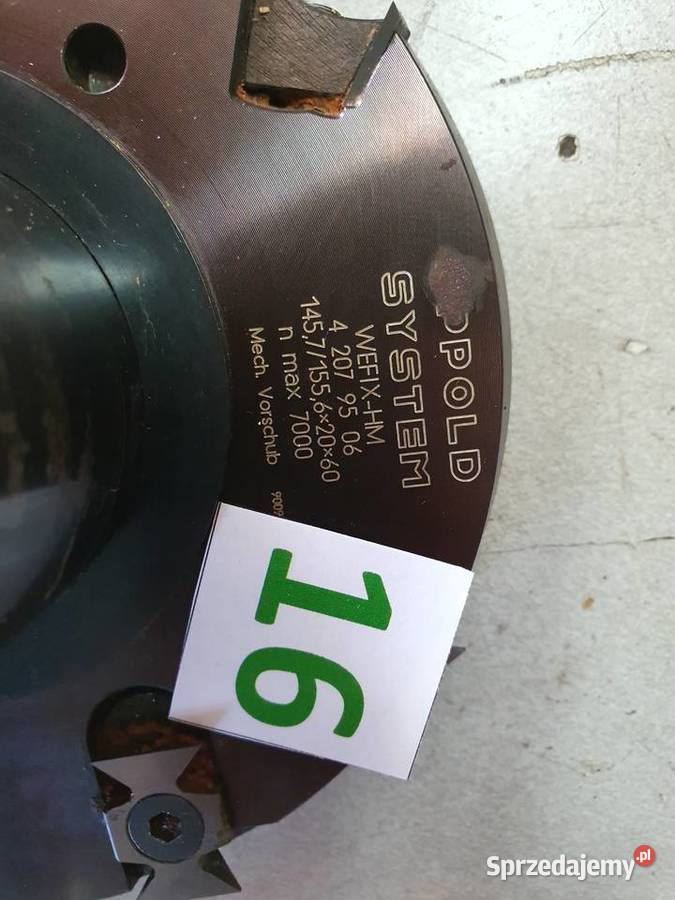 OPPOLD
SYSTEM
WEFIX-HM
4 207 95 06
145,7/155,6×20×60
n max 7000
Mech. Vorschub
16
Sprzedajemy.pl